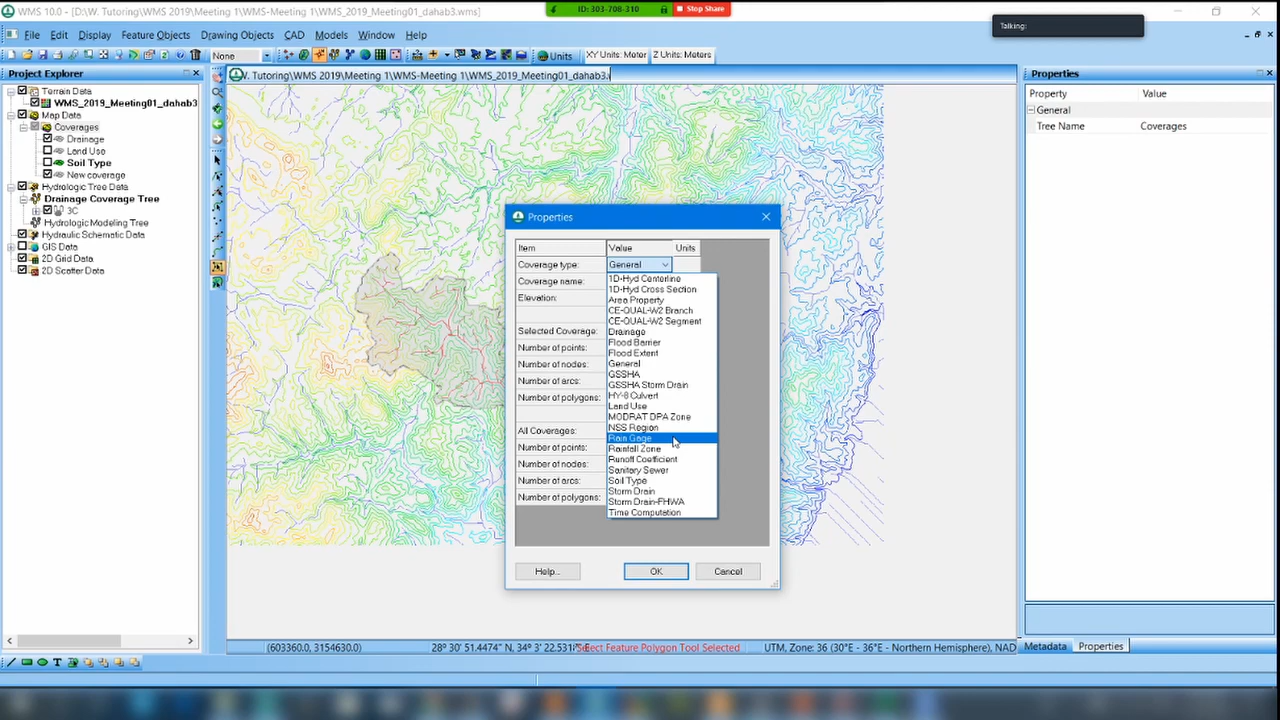 WMS 10.0 - [D:\W. Tutoring\WMS 2019\Meeting 1\WMS-Meeting 1\WMS_2019_Meeting01_dahab3.wms]
ID: 303-708-310
Stop Share
Talking:
File Edit Display Feature Objects Drawing Objects CAD Models Window Help
None
Units
XY Units: Meter
Z Units: Meters
Project Explorer
V. Tutoring\WMS 2019\Meeting 1\WMS-Meeting 1\WMS_2019_Meeting01_dahab3.v
Properties
Terrain Data
WMS_2019_Meeting01_dahab3
Map Data
Coverages
Drainage
Land Use
Soil Type
New coverage
Hydrologic Tree Data
Drainage Coverage Tree
3C
Hydrologic Modeling Tree
Hydraulic Schematic Data
GIS Data
2D Grid Data
2D Scatter Data
Property Value
General
Tree Name Coverages
Properties
Item Value Units
Coverage type: General
Coverage name:
Elevation:
Selected Coverage:
Number of points:
Number of nodes:
Number of arcs:
Number of polygons:
All Coverages:
Number of points:
Number of nodes:
Number of arcs:
Number of polygons:
1D-Hyd Centerline
1D-Hyd Cross Section
Area Property
CE-QUAL-W2 Branch
CE-QUAL-W2 Segment
Drainage
Flood Barrier
Flood Extent
General
GSSHA
GSSHA Storm Drain
HY-8 Culvert
Land Use
MODRAT DPA Zone
NSS Region
Rain Gage
Rainfall Zone
Runoff Coefficient
Sanitary Sewer
Soil Type
Storm Drain
Storm Drain-FHWA
Time Computation
Help... OK Cancel
(603360.0, 3154630.0)
28° 30' 51.4474" N, 34° 3' 22.531
Select Feature Polygon Tool Selected
UTM, Zone: 36 (30°E - 36°E - Northern Hemisphere), NAD
Metadata Properties
T